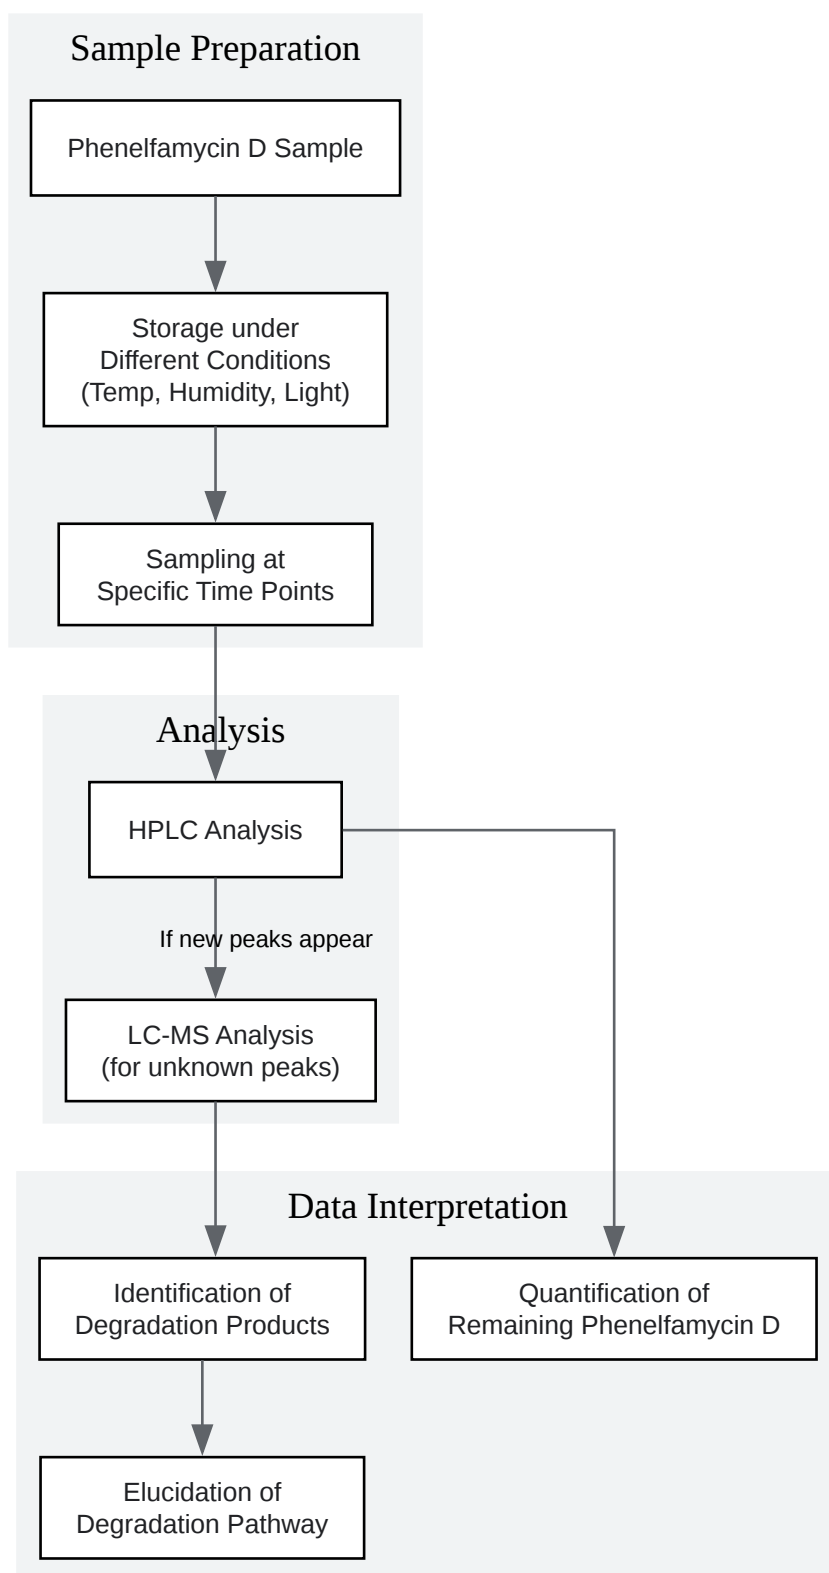 Sample Preparation
Phenelfamycin D Sample
Storage under
Different Conditions
(Temp, Humidity, Light)
Sampling at
Specific Time Points
Analysis
HPLC Analysis
If new peaks appear
LC-MS Analysis
(for unknown peaks)
Data Interpretation
Identification of
Degradation Products
Quantification of
Remaining Phenelfamycin D
Elucidation of
Degradation Pathway